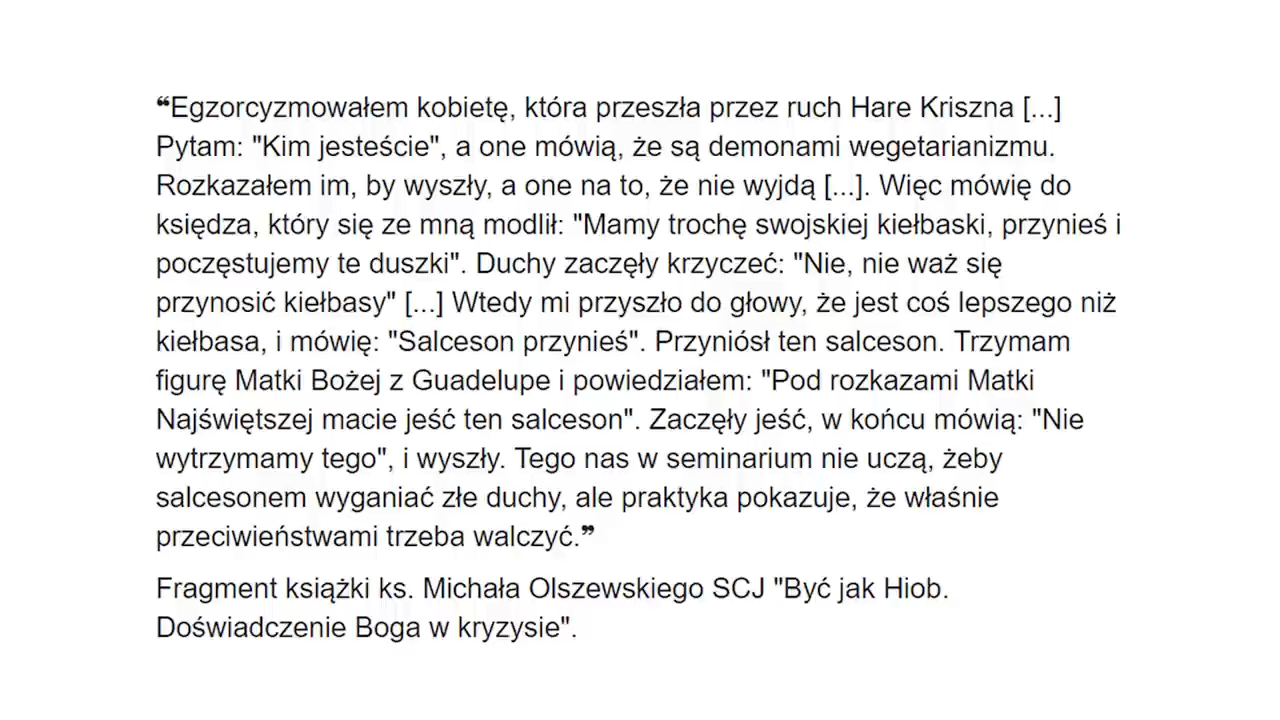 ❝Egzorcyzmowałem kobietę, która przeszła przez ruch Hare Kriszna [...]
Pytam: "Kim jesteście", a one mówią, że są demonami wegetarianizmu.
Rozkazałem im, by wyszły, a one na to, że nie wyjdą [...]. Więc mówię do
księdza, który się ze mną modlił: "Mamy trochę swojskiej kiełbaski, przynieś i
poczęstujemy te duszki". Duchy zaczęły krzyczeć: "Nie, nie waż się
przynosić kiełbasy" [...] Wtedy mi przyszło do głowy, że jest coś lepszego niż
kiełbasa, i mówię: "Salceson przynieś". Przyniósł ten salceson. Trzymam
figurę Matki Bożej z Guadelupe i powiedziałem: "Pod rozkazami Matki
Najświętszej macie jeść ten salceson". Zaczęły jeść, w końcu mówią: "Nie
wytrzymamy tego", i wyszły. Tego nas w seminarium nie uczą, żeby
salcesonem wyganiać złe duchy, ale praktyka pokazuje, że właśnie
przeciwieństwami trzeba walczyć.❞
Fragment książki ks. Michała Olszewskiego SCJ "Być jak Hiob.
Doświadczenie Boga w kryzysie".